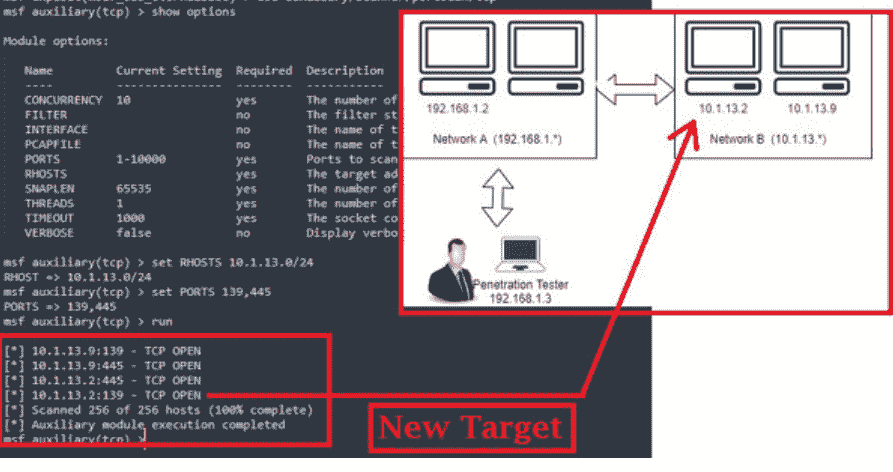 msf auxiliary(tcp) > show options
Module options:
Name Current Setting Required Description
---- --------------- -------- -----------
CONCURRENCY 10 yes The number of
FILTER no The filter st
INTERFACE no The name of t
PCAPFILE no The name of t
PORTS 1-10000 yes Ports to scan
RHOSTS yes The target ad
SNAPLEN 65535 yes The number of
THREADS 1 yes The number of
TIMEOUT 1000 yes The socket co
VERBOSE false no Display verbo
msf auxiliary(tcp) > set RHOSTS 10.1.13.0/24
RHOST => 10.1.13.0/24
msf auxiliary(tcp) > set PORTS 139,445
PORTS => 139,445
msf auxiliary(tcp) > run
[*] 10.1.13.9:139 - TCP OPEN
[*] 10.1.13.9:445 - TCP OPEN
[*] 10.1.13.2:445 - TCP OPEN
[*] 10.1.13.2:139 - TCP OPEN
[*] Scanned 256 of 256 hosts (100% complete)
[*] Auxiliary module execution completed
msf auxiliary(tcp) >
192.168.1.2
Network A (192.168.1.*)
10.1.13.2 10.1.13.9
Network B (10.1.13.*)
Penetration Tester
192.168.1.3
New Target